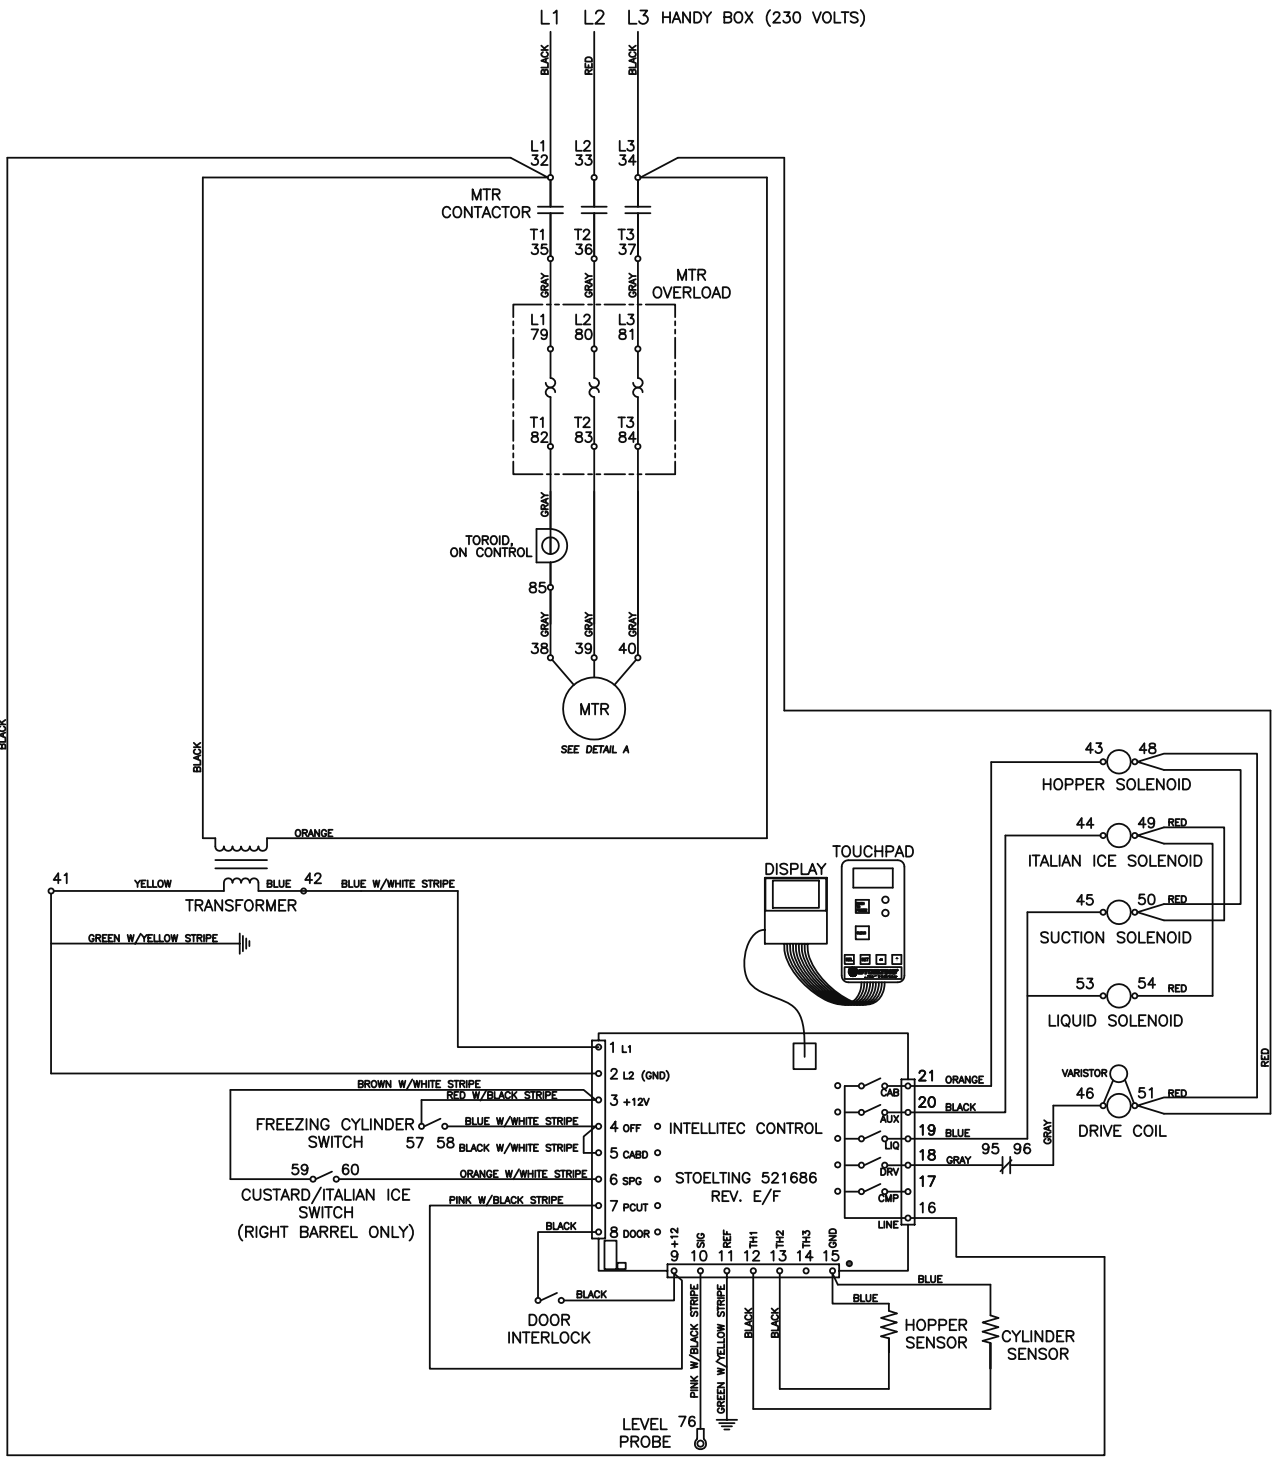 L1 L2 L3 HANDY BOX (230 VOLTS)
BLACK RED BLACK
L1 L2 L3
32 33 34
MTR
CONTACTOR
T1 T2 T3
35 36 37
GRAY GRAY GRAY
MTR
OVERLOAD
L1 L2 L3
79 80 81
T1 T2 T3
82 83 84
GRAY
TOROID,
ON CONTROL
85
GRAY GRAY GRAY
38 39 40
MTR
SEE DETAIL A
BLACK
BLACK
ORANGE
41 YELLOW BLUE 42 BLUE W/WHITE STRIPE
TRANSFORMER
GREEN W/YELLOW STRIPE
43 48
HOPPER SOLENOID
44 49 RED
ITALIAN ICE SOLENOID
45 50 RED
SUCTION SOLENOID
53 54 RED
LIQUID SOLENOID
RED
VARISTOR
46 51 RED
DRIVE COIL
GRAY
95 96
DISPLAY
TOUCHPAD
1 L1
2 L2 (GND)
BROWN W/WHITE STRIPE
RED W/BLACK STRIPE
3 +12V
FREEZING CYLINDER
SWITCH
57 58
BLUE W/WHITE STRIPE
4 OFF
BLACK W/WHITE STRIPE
5 CABD
59 60
ORANGE W/WHITE STRIPE
6 SPG
CUSTARD/ITALIAN ICE
SWITCH
(RIGHT BARREL ONLY)
PINK W/BLACK STRIPE
7 PCUT
BLACK
8 DOOR
INTELLITEC CONTROL
STOELTING 521686
REV. E/F
CAB 21 ORANGE
AUX 20 BLACK
LIQ 19 BLUE
DRV 18 GRAY
CMP 17
LINE 16
+12 SIG REF TH1 TH2 TH3 GND
9 10 11 12 13 14 15
BLACK
DOOR
INTERLOCK
PINK W/BLACK STRIPE
GREEN W/YELLOW STRIPE
BLACK
BLACK
BLUE
BLUE
HOPPER
SENSOR
CYLINDER
SENSOR
LEVEL
PROBE
76